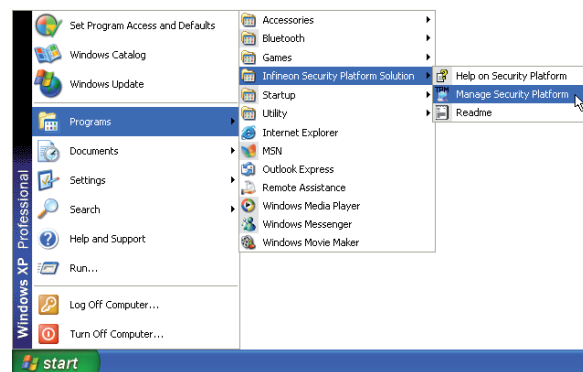 Set Program Access and Defaults
Windows Catalog
Windows Update
Programs
Documents
Settings
Search
Help and Support
Run...
Log Off Computer...
Turn Off Computer...
Windows XP Professional
start
Accessories
Bluetooth
Games
Infineon Security Platform Solution
Startup
Utility
Internet Explorer
MSN
Outlook Express
Remote Assistance
Windows Media Player
Windows Messenger
Windows Movie Maker
Help on Security Platform
TPM Manage Security Platform
Readme